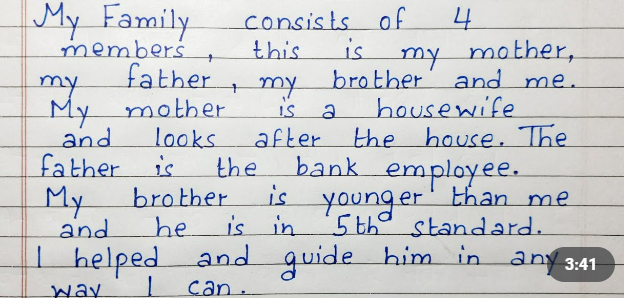 My Family consists of 4
members, this is my mother,
my father, my brother and me.
My mother is a housewife
and looks after the house. The
father is the bank employee.
My brother is younger than me
and he is in 5th standard.
I helped and guide him in any
way I can.
3:41